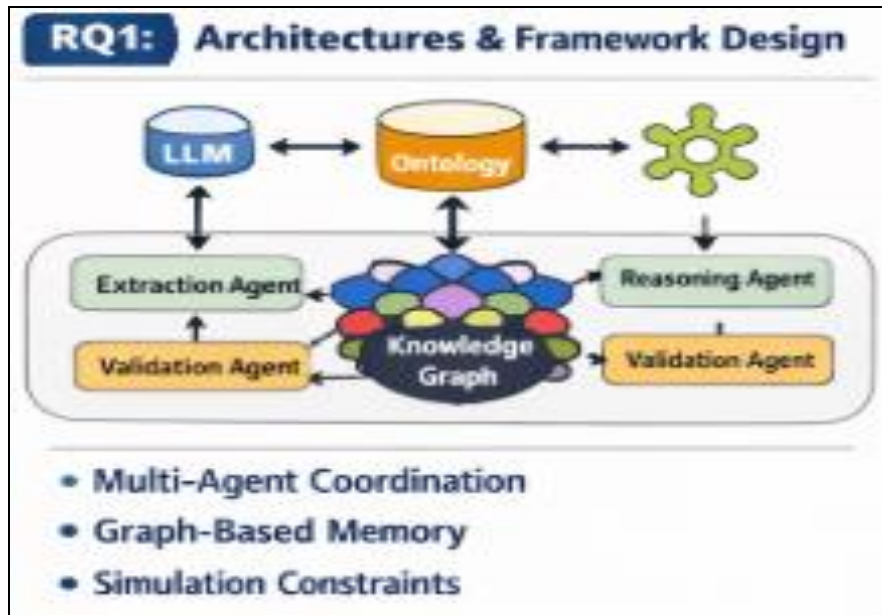 RQ1: Architectures & Framework Design
LLM
Ontology
Extraction Agent
Reasoning Agent
Knowledge
Graph
Validation Agent
Validation Agent
• Multi-Agent Coordination
• Graph-Based Memory
• Simulation Constraints